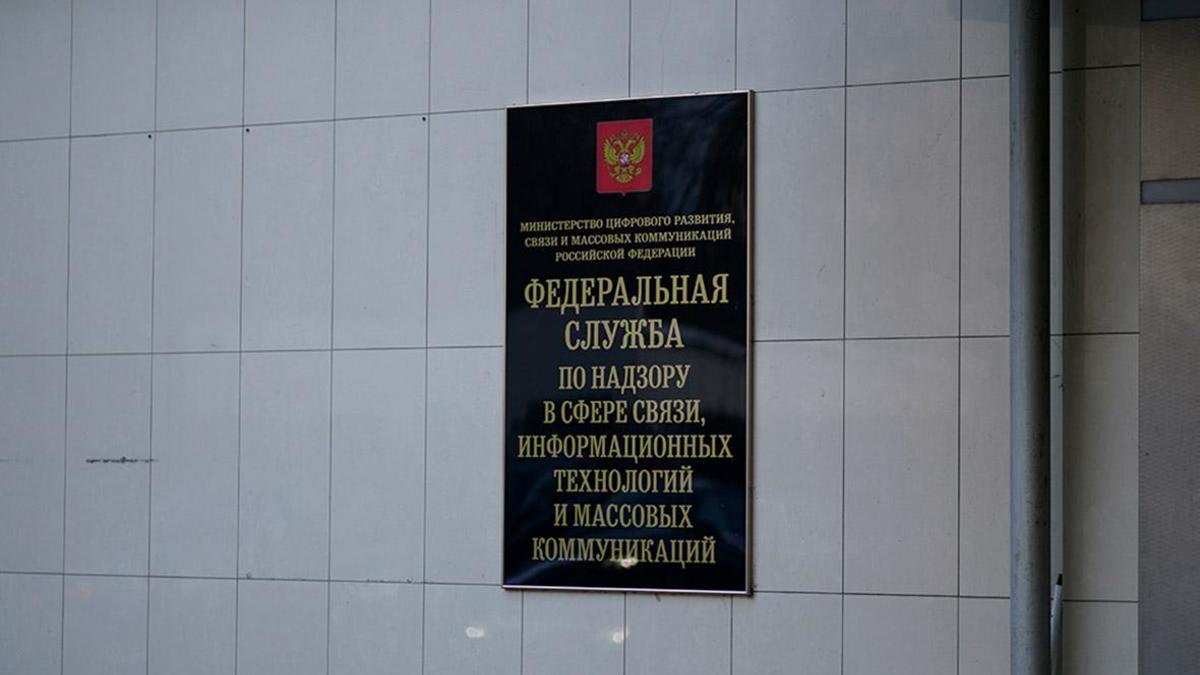 МИНИСТЕРСТВО ЦИФРОВОГО РАЗВИТИЯ,
СВЯЗИ И МАССОВЫХ КОММУНИКАЦИЙ
РОССИЙСКОЙ ФЕДЕРАЦИИ
ФЕДЕРАЛЬНАЯ
СЛУЖБА
ПО НАДЗОРУ
В СФЕРЕ СВЯЗИ,
ИНФОРМАЦИОННЫХ
ТЕХНОЛОГИЙ
И МАССОВЫХ
КОММУНИКАЦИЙ